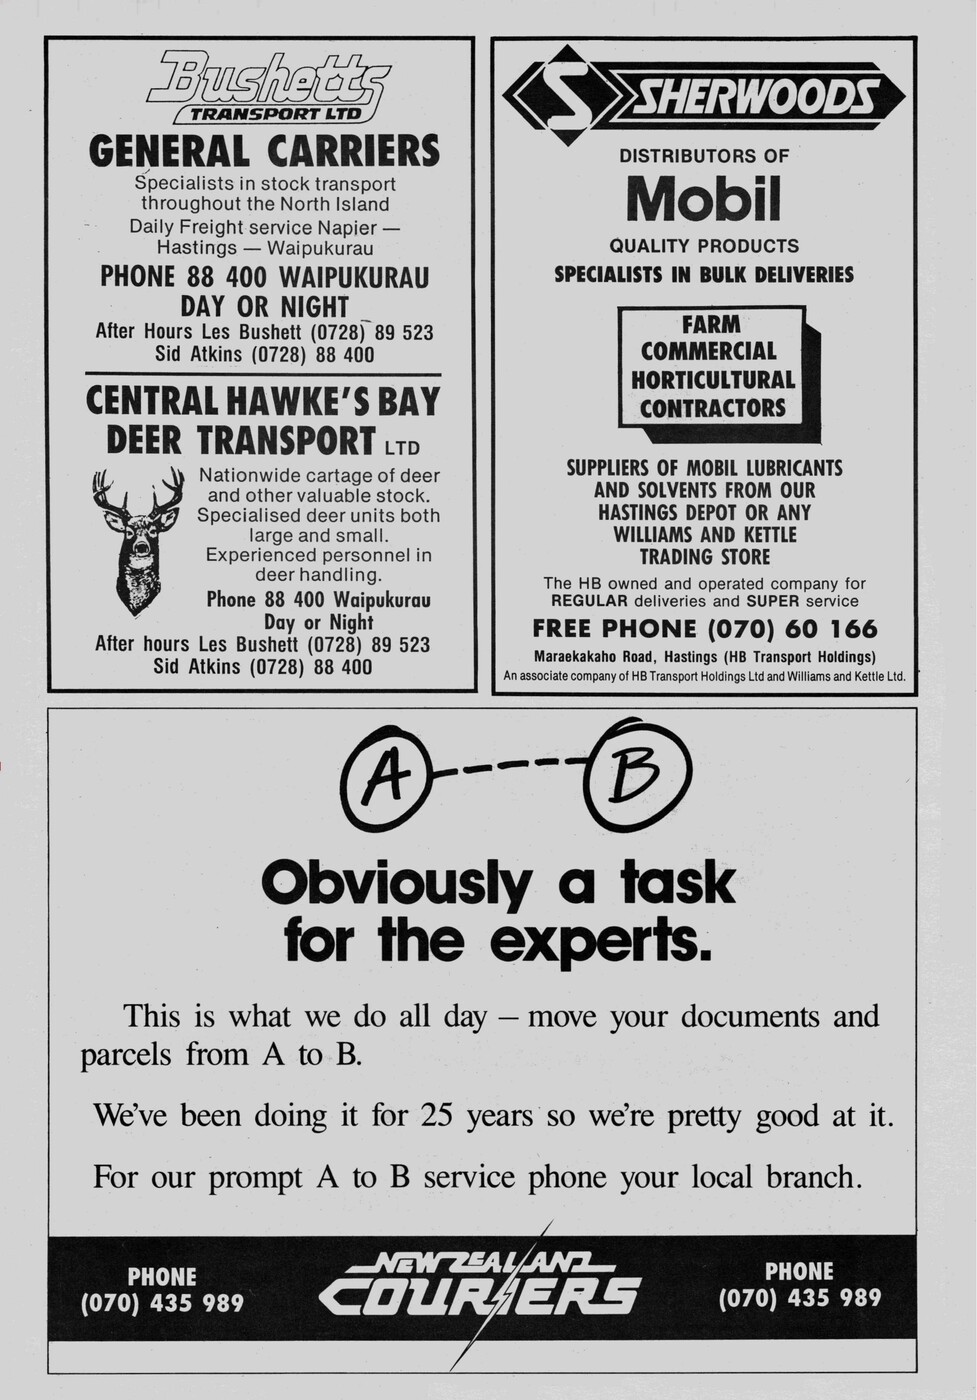 Bushetts
TRANSPORT LTD
GENERAL CARRIERS
Specialists in stock transport
throughout the North Island
Daily Freight service Napier —
Hastings — Waipukurau
PHONE 88 400 WAIPUKURAU
DAY OR NIGHT
After Hours Les Bushett (0728) 89 523
Sid Atkins (0728) 88 400
CENTRAL HAWKE'S BAY
DEER TRANSPORT LTD
Nationwide cartage of deer
and other valuable stock.
Specialised deer units both
large and small.
Experienced personnel in
deer handling.
Phone 88 400 Waipukurau
Day or Night
After hours Les Bushett (0728) 89 523
Sid Atkins (0728) 88 400
S SHERWOODS
DISTRIBUTORS OF
Mobil
QUALITY PRODUCTS
SPECIALISTS IN BULK DELIVERIES
FARM
COMMERCIAL
HORTICULTURAL
CONTRACTORS
SUPPLIERS OF MOBIL LUBRICANTS
AND SOLVENTS FROM OUR
HASTINGS DEPOT OR ANY
WILLIAMS AND KETTLE
TRADING STORE
The HB owned and operated company for
REGULAR deliveries and SUPER service
FREE PHONE (070) 60 166
Maraekakaho Road, Hastings (HB Transport Holdings)
An associate company of HB Transport Holdings Ltd and Williams and Kettle Ltd.
A B
Obviously a task
for the experts.
This is what we do all day – move your documents and
parcels from A to B.
We've been doing it for 25 years so we're pretty good at it.
For our prompt A to B service phone your local branch.
PHONE
(070) 435 989
NEW ZEALAND
COURIERS
PHONE
(070) 435 989